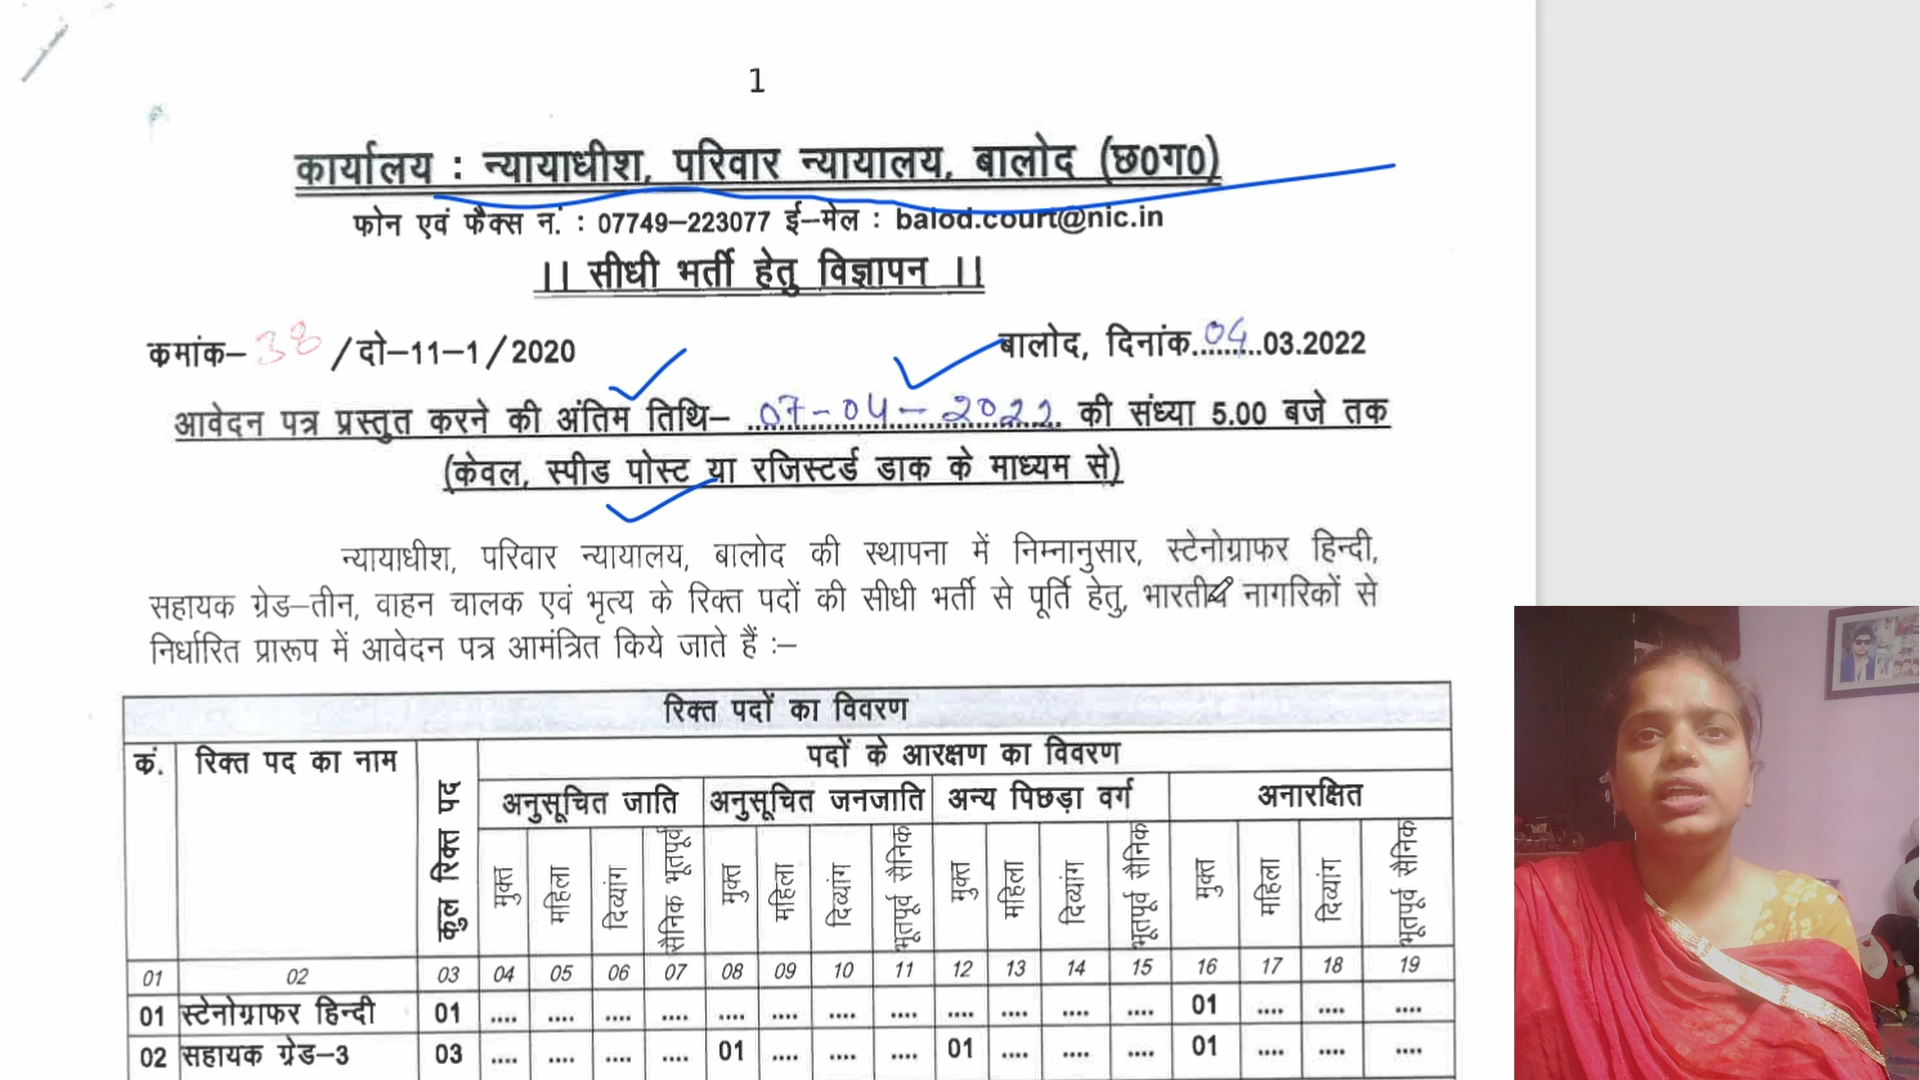 1
कार्यालय : न्यायाधीश, परिवार न्यायालय, बालोद (छ0ग0)
फोन एवं फैक्स नं. : 07749–223077 ई–मेल : balod.court@nic.in
|| सीधी भर्ती हेतु विज्ञापन ||
कमांक– 38 /दो–11–1/2020 बालोद, दिनांक..04...03.2022
आवेदन पत्र प्रस्तुत करने की अंतिम तिथि– 07-04-2022 की संध्या 5.00 बजे तक
(केवल, स्पीड पोस्ट या रजिस्टर्ड डाक के माध्यम से)
न्यायाधीश, परिवार न्यायालय, बालोद की स्थापना में निम्नानुसार, स्टेनोग्राफर हिन्दी,
सहायक ग्रेड–तीन, वाहन चालक एवं भृत्य के रिक्त पदों की सीधी भर्ती से पूर्ति हेतु, भारतीय नागरिकों से
निर्धारित प्रारूप में आवेदन पत्र आमंत्रित किये जाते हैं :–
रिक्त पदों का विवरण
कं. रिक्त पद का नाम कुल रिक्त पद पदों के आरक्षण का विवरण
अनुसूचित जाति अनुसूचित जनजाति अन्य पिछड़ा वर्ग अनारक्षित
मुक्त महिला दिव्यांग सैनिक भूतपूर्व मुक्त महिला दिव्यांग भूतपूर्व सैनिक मुक्त महिला दिव्यांग भूतपूर्व सैनिक मुक्त महिला दिव्यांग भूतपूर्व सैनिक
01 02 03 04 05 06 07 08 09 10 11 12 13 14 15 16 17 18 19
01 स्टेनोग्राफर हिन्दी 01 .... .... .... .... .... .... .... .... .... .... .... .... 01 .... .... ....
02 सहायक ग्रेड–3 03 .... .... .... .... 01 .... .... .... 01 .... .... .... 01 .... .... ....